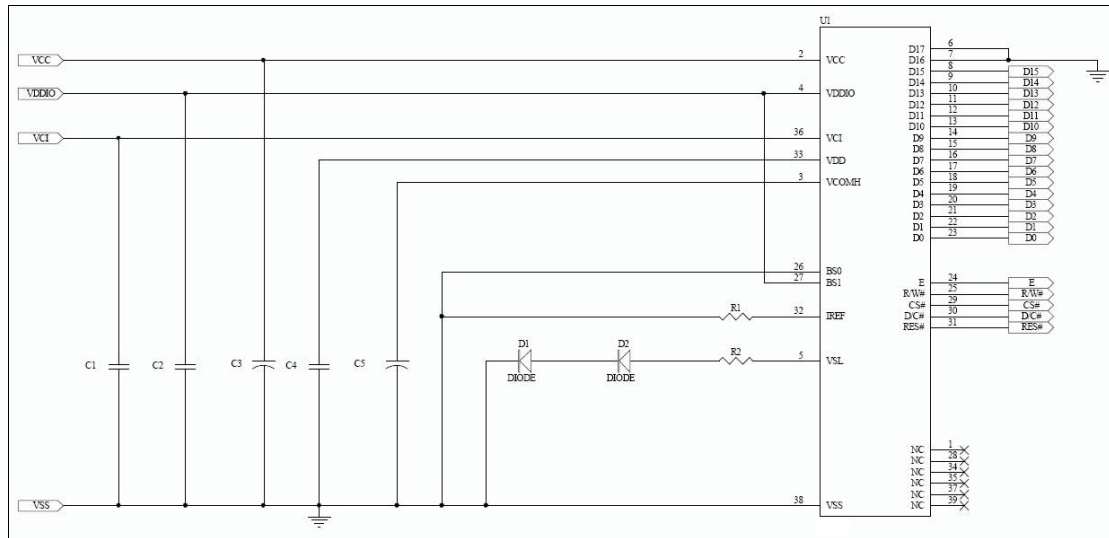 U1
VCC 2 VCC
VDDIO 4 VDDIO
VCI 36 VCI
33 VDD
3 VCOMH
26 BS0
27 BS1
R1 32 IREF
D1 DIODE
D2 DIODE
R2 5 VSL
C1
C2
C3
C4
C5
VSS 38 VSS
D17 6
D16 7
D15 8 D15
D14 9 D14
D13 10 D13
D12 11 D12
D11 12 D11
D10 13 D10
D9 14 D9
D8 15 D8
D7 16 D7
D6 17 D6
D5 18 D5
D4 19 D4
D3 20 D3
D2 21 D2
D1 22 D1
D0 23 D0
E 24 E
R/W# 25 R/W#
CS# 29 CS#
D/C# 30 D/C#
RES# 31 RES#
NC 1
NC 28
NC 34
NC 35
NC 37
NC 39